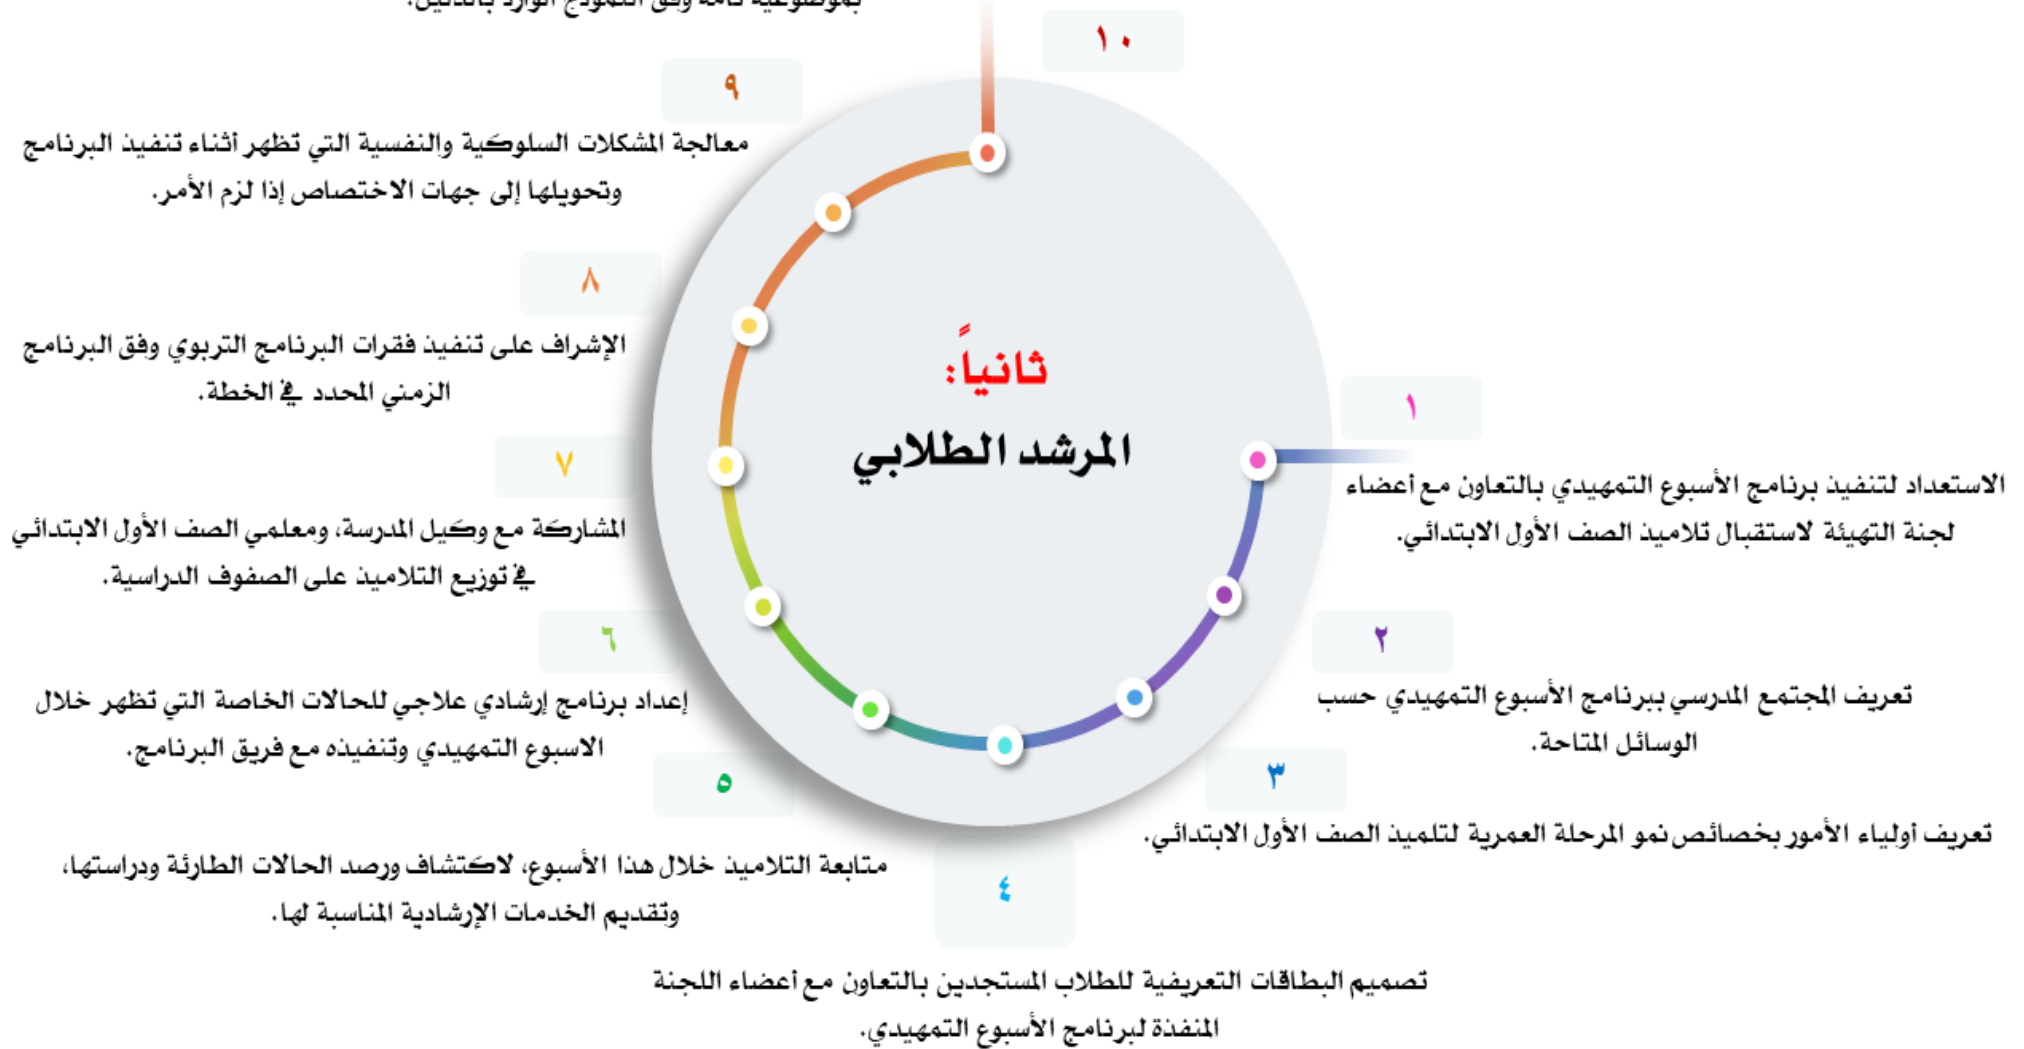 ثانياً:
المرشد الطلابي
١
الاستعداد لتنفيذ برنامج الأسبوع التمهيدي بالتعاون مع أعضاء
لجنة التهيئة لاستقبال تلاميذ الصف الأول الابتدائي.
٢
تعريف المجتمع المدرسي ببرنامج الأسبوع التمهيدي حسب
الوسائل المتاحة.
٣
تعريف أولياء الأمور بخصائص نمو المرحلة العمرية لتلميذ الصف الأول الابتدائي.
٤
تصميم البطاقات التعريفية للطلاب المستجدين بالتعاون مع أعضاء اللجنة
المنفذة لبرنامج الأسبوع التمهيدي.
٥
متابعة التلاميذ خلال هذا الأسبوع، لاكتشاف ورصد الحالات الطارئة ودراستها،
وتقديم الخدمات الإرشادية المناسبة لها.
٦
إعداد برنامج إرشادي علاجي للحالات الخاصة التي تظهر خلال
الاسبوع التمهيدي وتنفيذه مع فريق البرنامج.
٧
المشاركة مع وكيل المدرسة، ومعلمي الصف الأول الابتدائي
في توزيع التلاميذ على الصفوف الدراسية.
٨
الإشراف على تنفيذ فقرات البرنامج التربوي وفق البرنامج
الزمني المحدد في الخطة.
٩
معالجة المشكلات السلوكية والنفسية التي تظهر أثناء تنفيذ البرنامج
وتحويلها إلى جهات الاختصاص إذا لزم الأمر.
١٠
بموضوعية تامة وفق النموذج الوارد بالدليل.